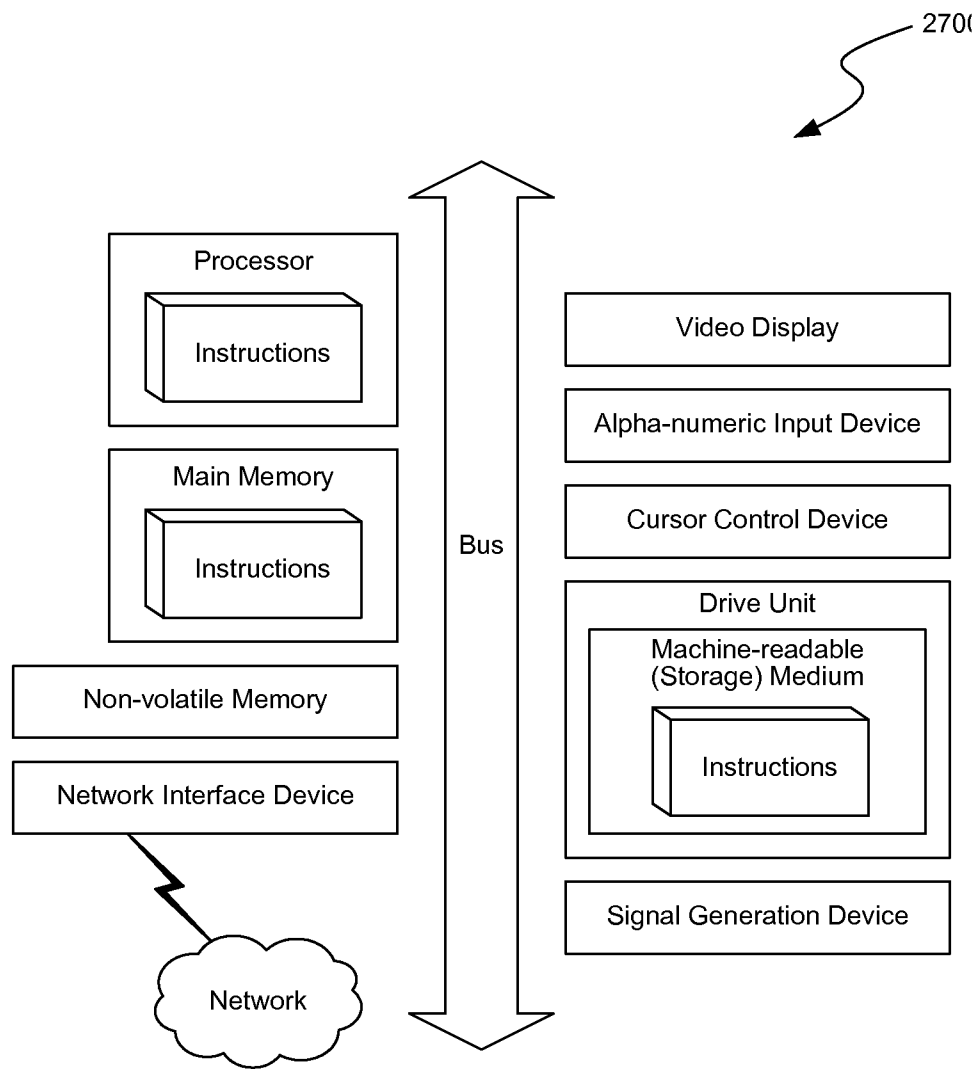 2700
Processor
Instructions
Main Memory
Instructions
Non-volatile Memory
Network Interface Device
Network
Bus
Video Display
Alpha-numeric Input Device
Cursor Control Device
Drive Unit
Machine-readable
(Storage) Medium
Instructions
Signal Generation Device